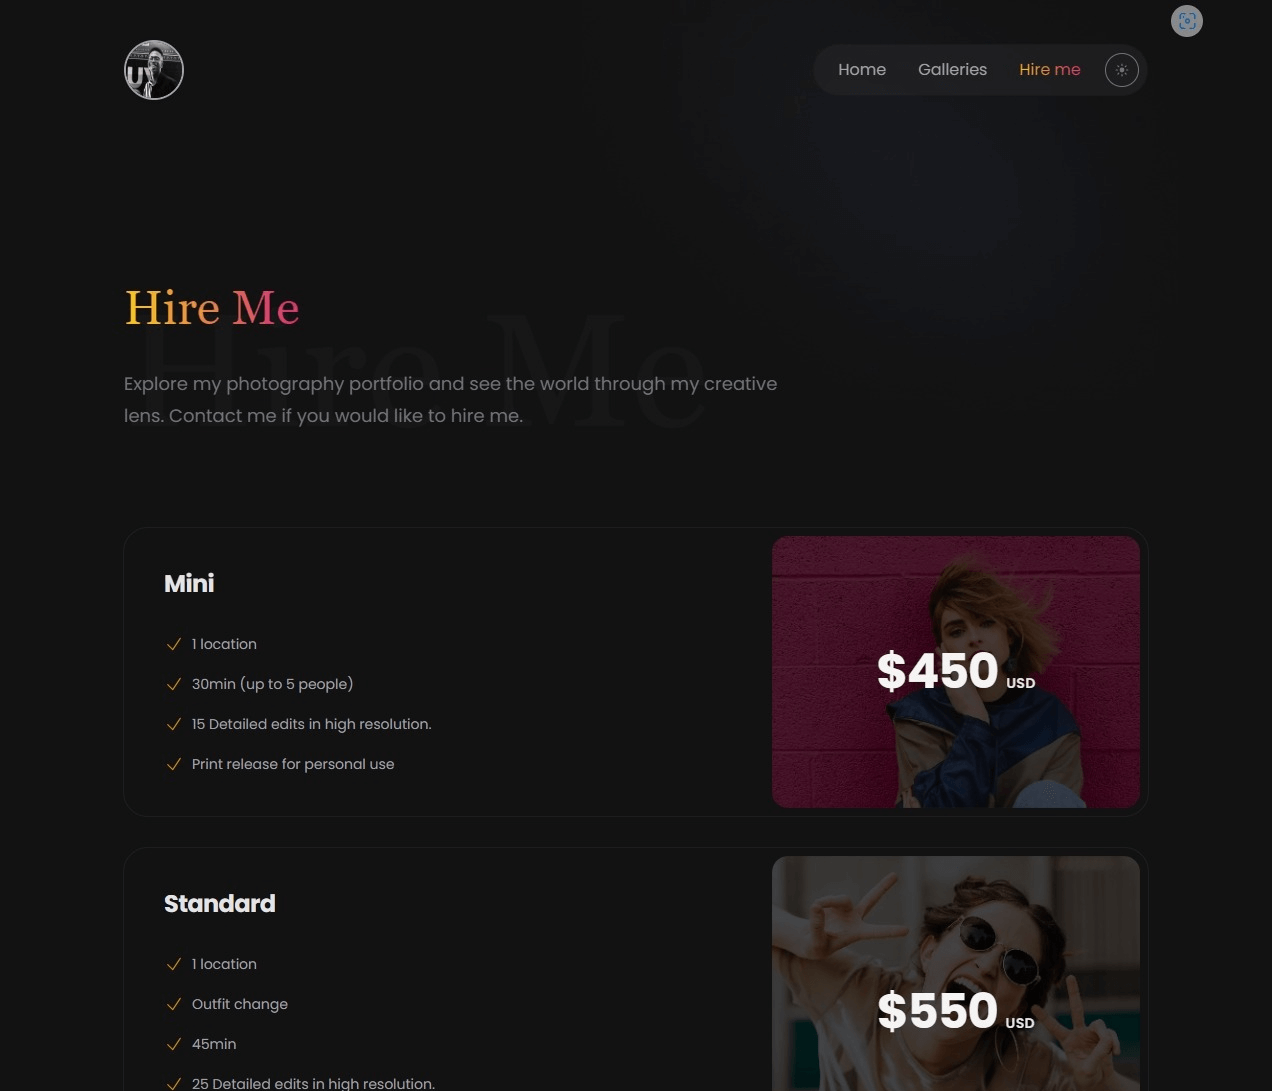 Home
Galleries
Hire me
Hire Me
Hire Me
Explore my photography portfolio and see the world through my creative
lens. Contact me if you would like to hire me.
Mini
1 location
30min (up to 5 people)
15 Detailed edits in high resolution.
Print release for personal use
$450 USD
Standard
1 location
Outfit change
45min
25 Detailed edits in high resolution.
$550 USD